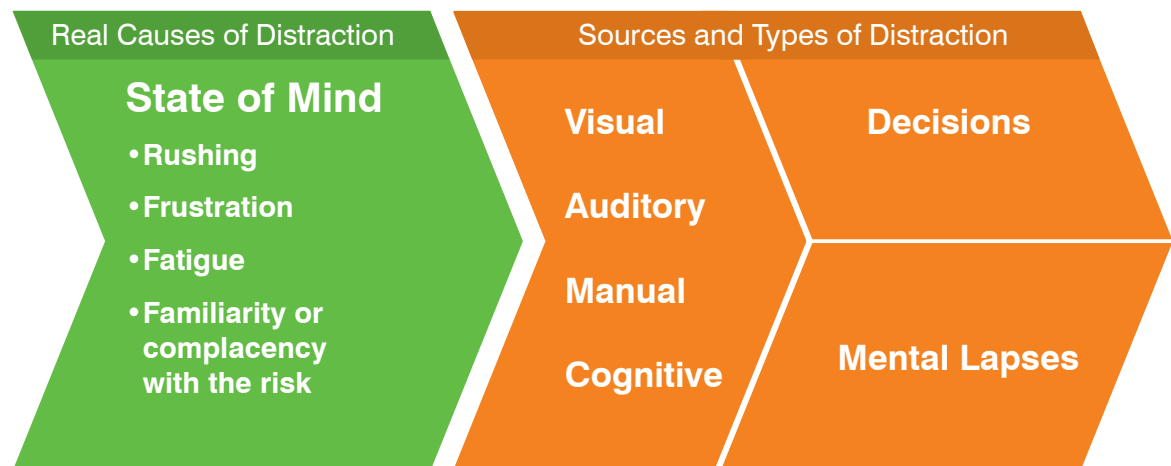 Real Causes of Distraction
State of Mind
• Rushing
• Frustration
• Fatigue
• Familiarity or
complacency
with the risk
Sources and Types of Distraction
Visual
Auditory
Manual
Cognitive
Decisions
Mental Lapses